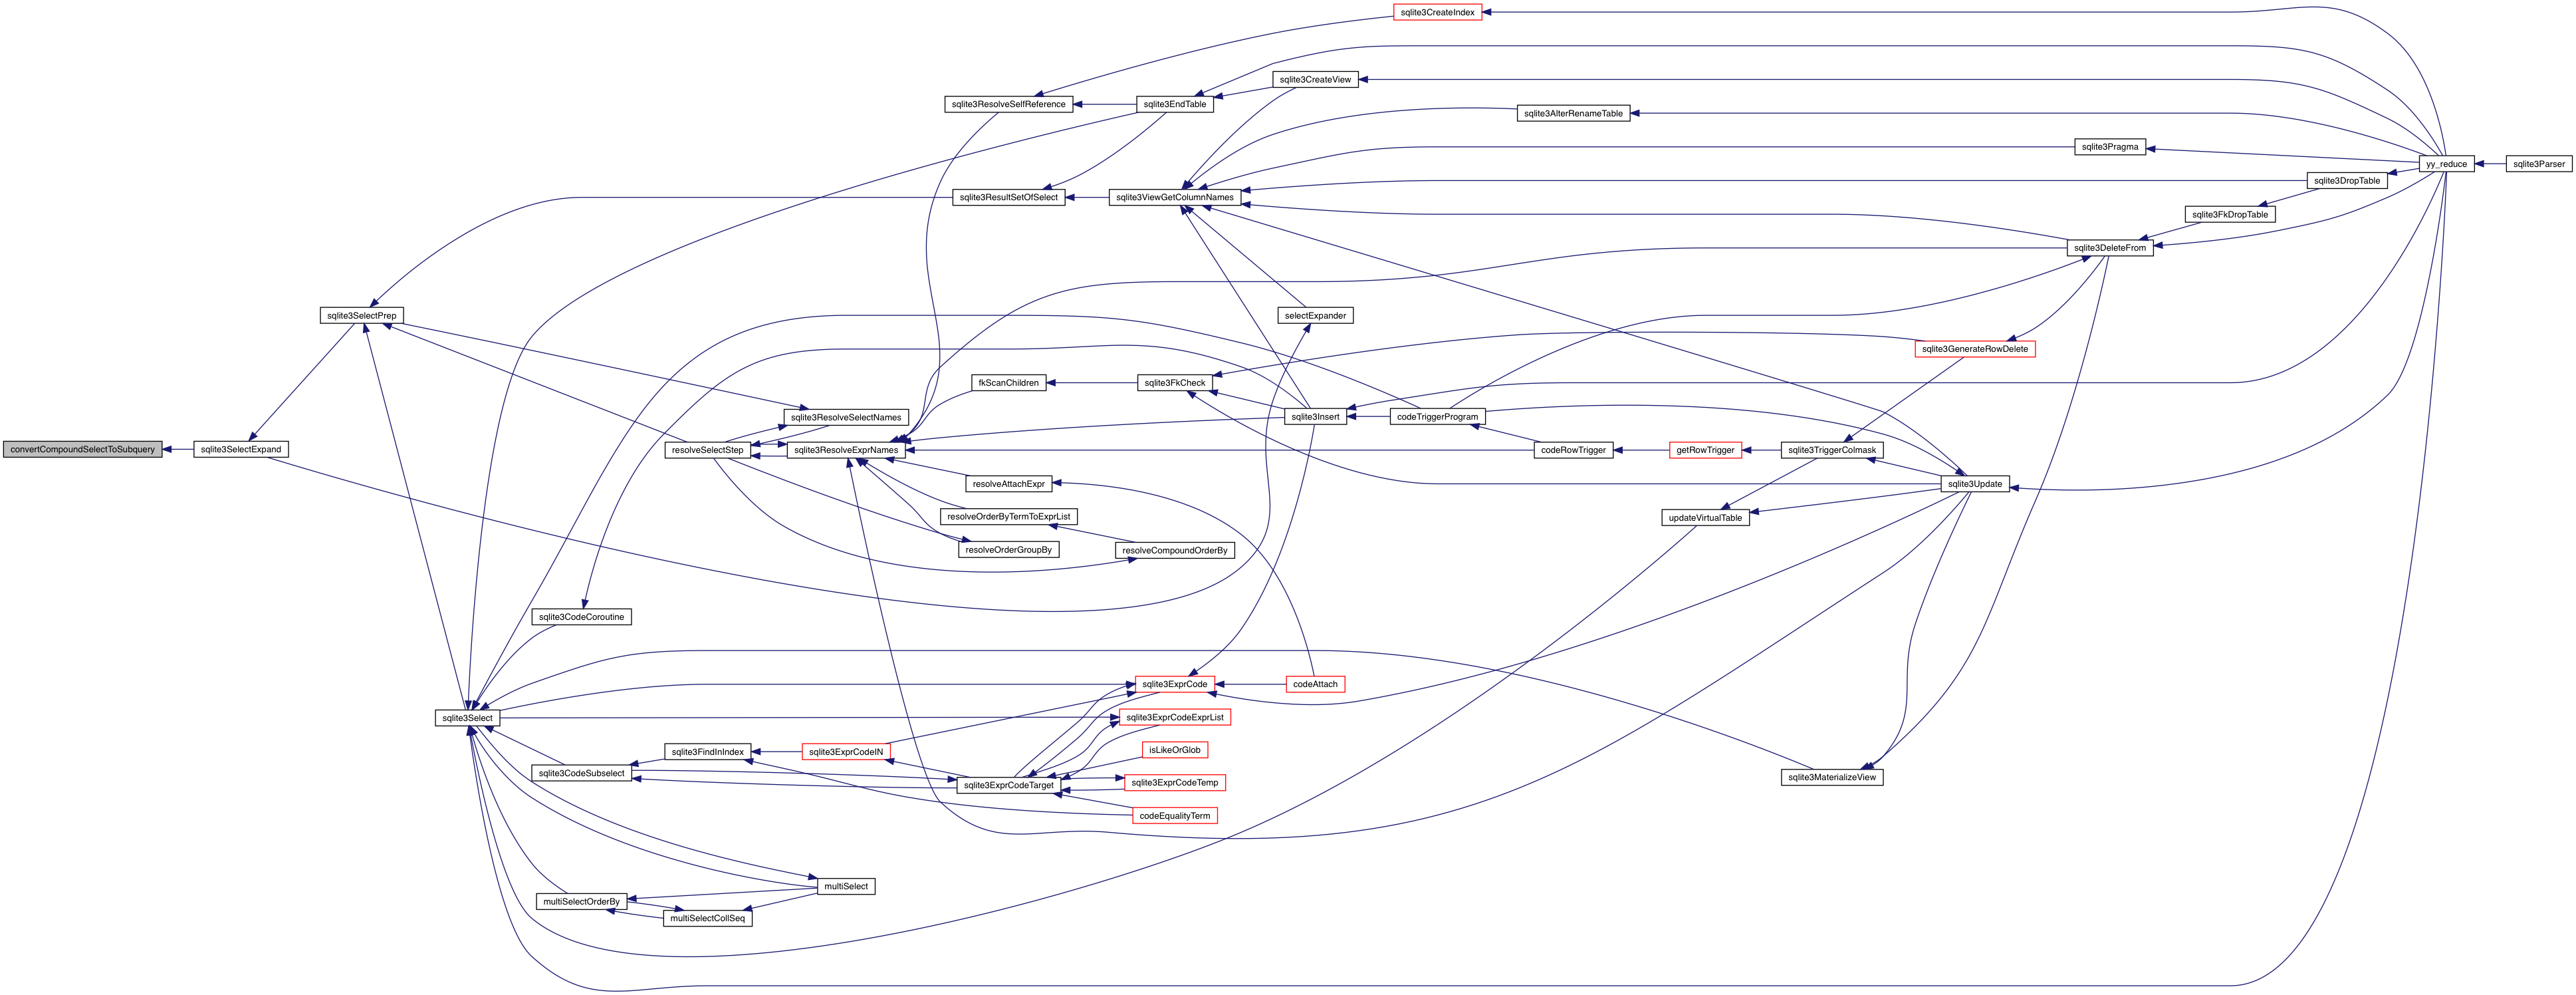 sqlite3CreateIndex
sqlite3CreateView
sqlite3ResolveSelfReference
sqlite3EndTable
sqlite3AlterRenameTable
sqlite3Pragma
yy_reduce
sqlite3Parser
sqlite3DropTable
sqlite3ResultSetOfSelect
sqlite3ViewGetColumnNames
sqlite3FkDropTable
sqlite3DeleteFrom
sqlite3SelectPrep
selectExpander
sqlite3GenerateRowDelete
fkScanChildren
sqlite3FkCheck
sqlite3ResolveSelectNames
sqlite3Insert
codeTriggerProgram
convertCompoundSelectToSubquery
sqlite3SelectExpand
resolveSelectStep
sqlite3ResolveExprNames
codeRowTrigger
getRowTrigger
sqlite3TriggerColmask
resolveAttachExpr
sqlite3Update
resolveOrderByTermToExprList
updateVirtualTable
resolveOrderGroupBy
resolveCompoundOrderBy
sqlite3CodeCoroutine
sqlite3ExprCode
codeAttach
sqlite3Select
sqlite3ExprCodeExprList
sqlite3FindInIndex
sqlite3ExprCodeIN
isLikeOrGlob
sqlite3CodeSubselect
sqlite3ExprCodeTarget
sqlite3ExprCodeTemp
sqlite3MaterializeView
codeEqualityTerm
multiSelect
multiSelectOrderBy
multiSelectCollSeq